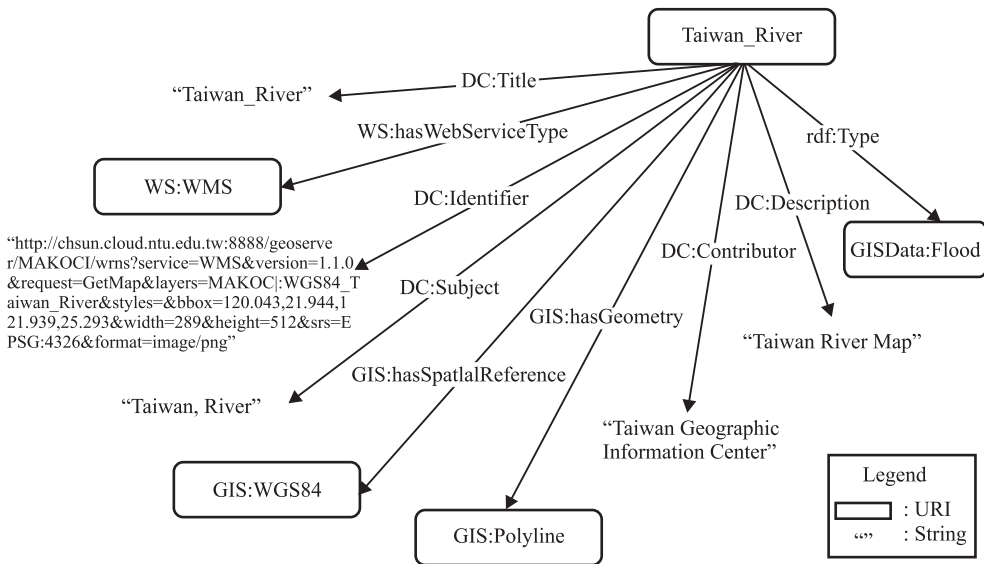 Taiwan_River
DC:Title
“Taiwan_River”
WS:hasWebServiceType
rdf:Type
WS:WMS
DC:Identifier
DC:Description
“http://chsun.cloud.ntu.edu.tw:8888/geoserve
r/MAKOCI/wrns?service=WMS&version=1.1.0
&request=GetMap&layers=MAKOC|:WGS84_T
aiwan_River&styles=&bbox=120.043,21.944,1
21.939,25.293&width=289&height=512&srs=E
PSG:4326&format=image/png”
DC:Contributor
GISData:Flood
DC:Subject
GIS:hasGeometry
“Taiwan River Map”
GIS:hasSpatlalReference
“Taiwan, River”
“Taiwan Geographic
Information Center”
GIS:WGS84
GIS:Polyline
Legend
: URI
“” : String